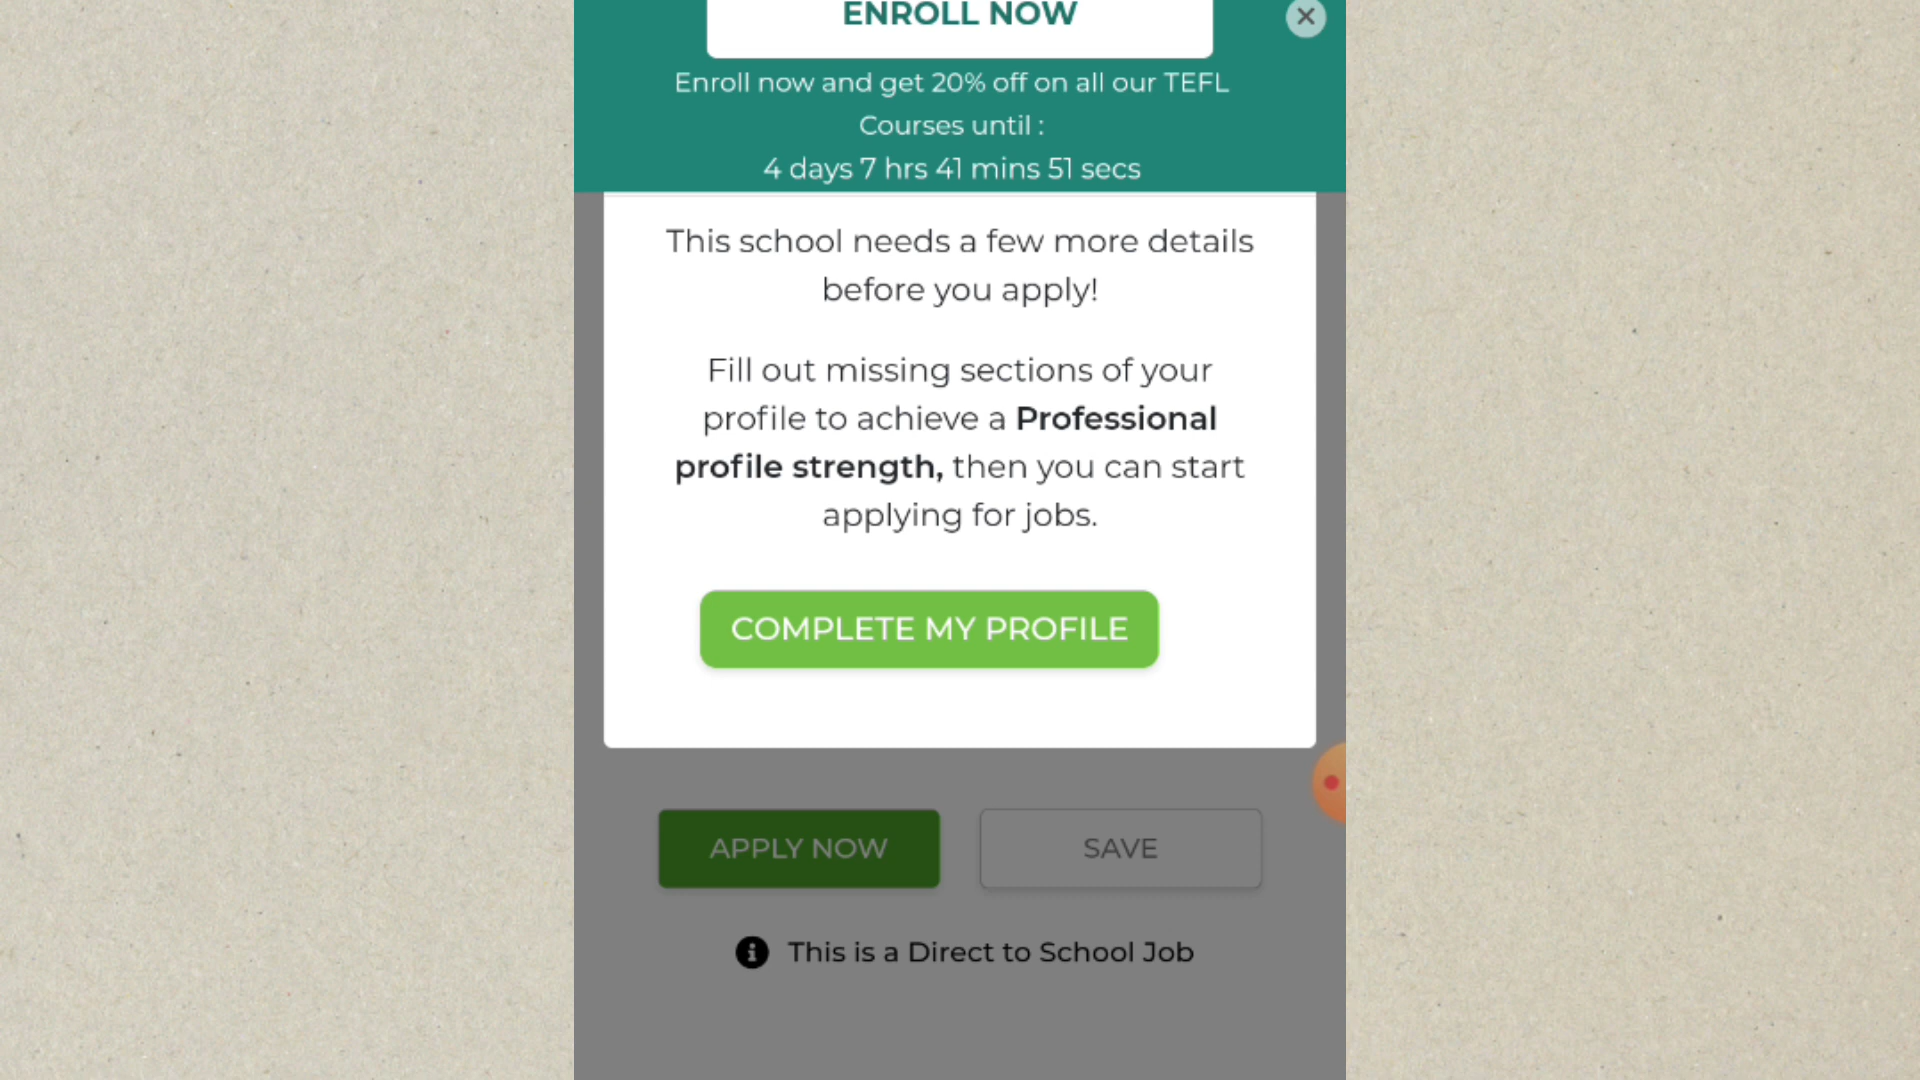 ENROLL NOW
Enroll now and get 20% off on all our TEFL
Courses until :
4 days 7 hrs 41 mins 51 secs
This school needs a few more details
before you apply!
Fill out missing sections of your
profile to achieve a Professional
profile strength, then you can start
applying for jobs.
COMPLETE MY PROFILE
APPLY NOW
SAVE
This is a Direct to School Job